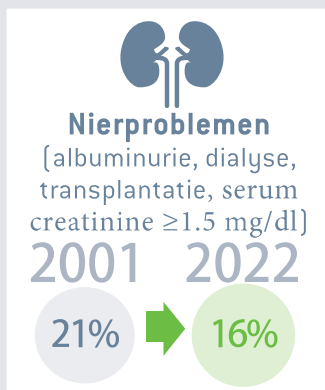 Nierproblemen
(albuminurie, dialyse,
transplantatie, serum
creatinine ≥1.5 mg/dl)
2001 2022
21% 16%